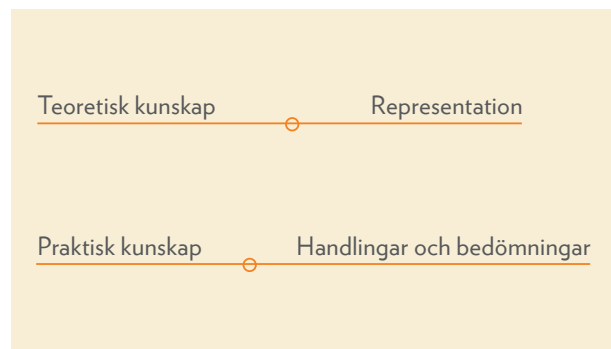 Teoretisk kunskap Representation
Praktisk kunskap Handlingar och bedömningar